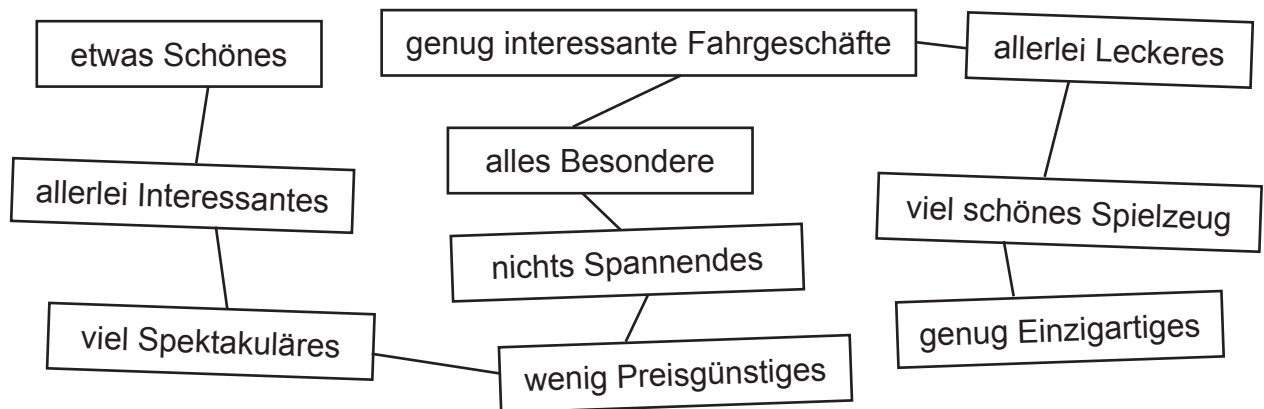 etwas Schönes
allerlei Interessantes
viel Spektakuläres
wenig Preisgünstiges
nichts Spannendes
alles Besondere
genug interessante Fahrgeschäfte
allerlei Leckeres
viel schönes Spielzeug
genug Einzigartiges